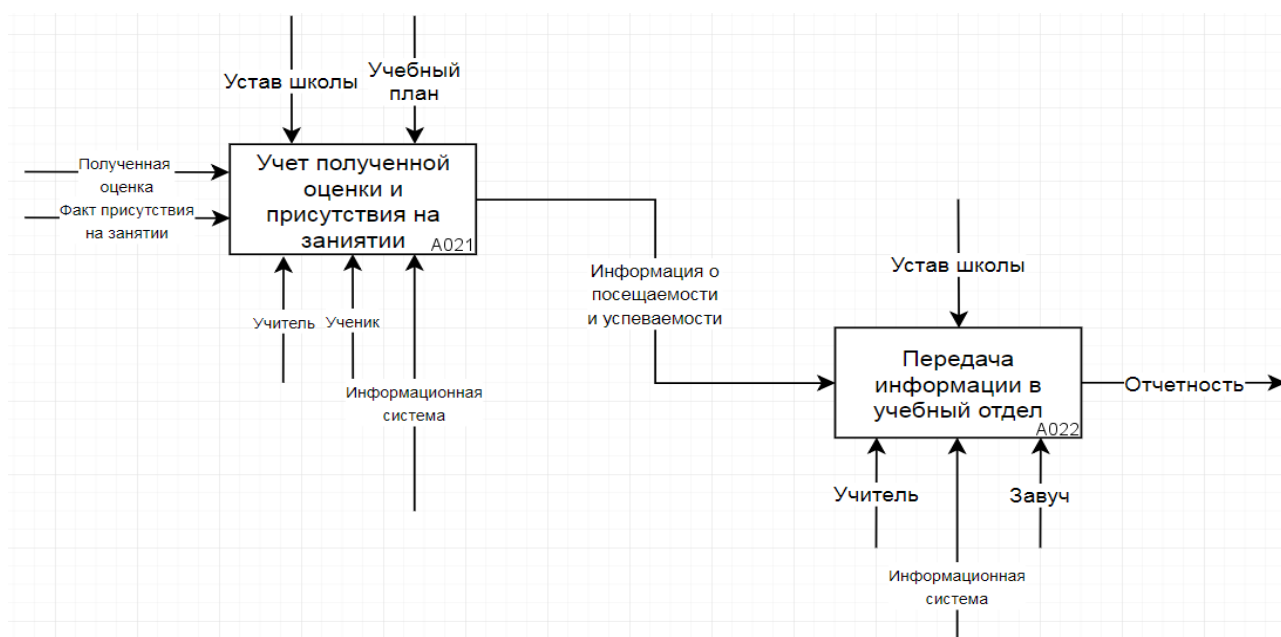 Устав школы
Учебный
план
Полученная
оценка
Факт присутствия
на занятии
Учет полученной
оценки и
присутствия на
заниятии
A021
Учитель
Ученик
Информационная
система
Информация о
посещаемости
и успеваемости
Устав школы
Передача
информации в
учебный отдел
A022
Отчетность
Учитель
Завуч
Информационная
система